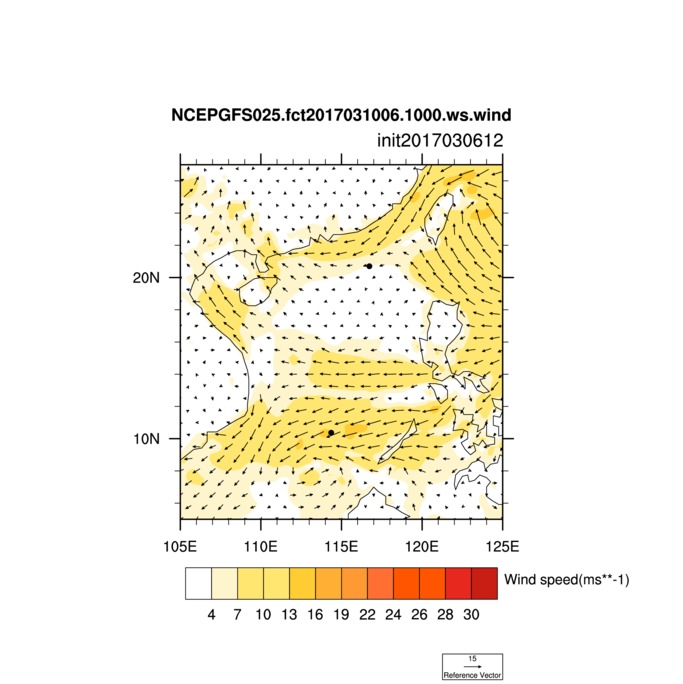 NCEPGFS025.fct2017031006.1000.ws.wind
init2017030612
20N
10N
105E 110E 115E 120E 125E
Wind speed(ms**-1)
4 7 10 13 16 19 22 24 26 28 30
15
Reference Vector